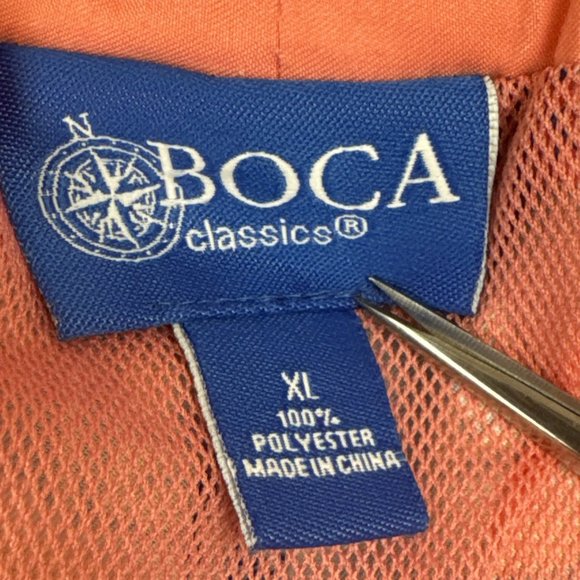 N
BOCA
classics®
XL
100%
POLYESTER
MADE IN CHINA